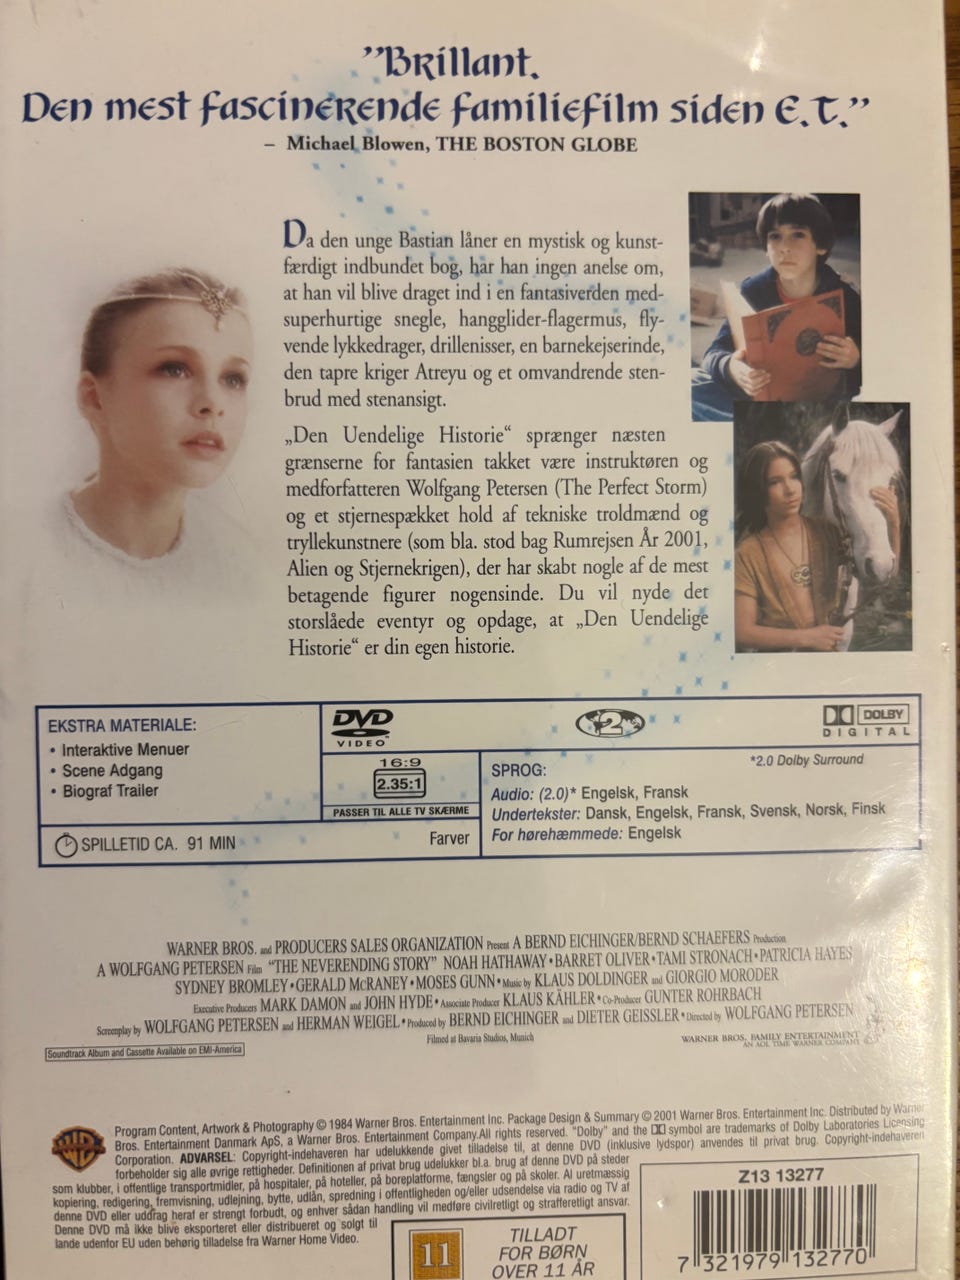 ”Brillant.
Den mest fascinerende familiefilm siden E.T.”
– Michael Blowen, THE BOSTON GLOBE
Da den unge Bastian låner en mystisk og kunst-
færdigt indbundet bog, har han ingen anelse om,
at han vil blive draget ind i en fantasiverden med-
superhurtige snegle, hangglider-flagermus, fly-
vende lykkedrager, drillenisser, en barnekejserinde,
den tapre kriger Atreyu og et omvandrende sten-
brud med stenansigt.
„Den Uendelige Historie“ sprænger næsten
grænserne for fantasien takket være instruktøren og
medforfatteren Wolfgang Petersen (The Perfect Storm)
og et stjernespækket hold af tekniske troldmænd og
tryllekunstnere (som bla. stod bag Rumrejsen År 2001,
Alien og Stjernekrigen), der har skabt nogle af de mest
betagende figurer nogensinde. Du vil nyde det
storslåede eventyr og opdage, at „Den Uendelige
Historie“ er din egen historie.
EKSTRA MATERIALE:
• Interaktive Menuer
• Scene Adgang
• Biograf Trailer
SPILLETID CA. 91 MIN
Farver
DVD
VIDEO™
16:9
2.35:1
PASSER TIL ALLE TV SKÆRME
2
DOLBY
DIGITAL
*2.0 Dolby Surround
SPROG:
Audio: (2.0)* Engelsk, Fransk
Undertekster: Dansk, Engelsk, Fransk, Svensk, Norsk, Finsk
For hørehæmmede: Engelsk
WARNER BROS. and PRODUCERS SALES ORGANIZATION Present A BERND EICHINGER/BERND SCHAEFERS Production
A WOLFGANG PETERSEN Film “THE NEVERENDING STORY” NOAH HATHAWAY • BARRET OLIVER • TAMI STRONACH • PATRICIA HAYES
SYDNEY BROMLEY • GERALD McRANEY • MOSES GUNN • Music by KLAUS DOLDINGER and GIORGIO MORODER
Executive Producers MARK DAMON and JOHN HYDE • Associate Producer KLAUS KÄHLER • Co-Producer GUNTER ROHRBACH
Screenplay by WOLFGANG PETERSEN and HERMAN WEIGEL • Produced by BERND EICHINGER and DIETER GEISSLER • Directed by WOLFGANG PETERSEN
Filmed at Bavaria Studios, Munich
WARNER BROS. FAMILY ENTERTAINMENT
AN AOL TIME WARNER COMPANY
Soundtrack Album and Cassette Available on EMI-America
WB
Program Content, Artwork & Photography © 1984 Warner Bros. Entertainment Inc. Package Design & Summary © 2001 Warner Bros. Entertainment Inc. Distributed by Warner
Bros. Entertainment Danmark ApS, a Warner Bros. Entertainment Company.All rights reserved. "Dolby" and the symbol are trademarks of Dolby Laboratories Licensing
Corporation. ADVARSEL: Copyright-indehaveren har udelukkende givet tilladelse til, at denne DVD (inklusive lydspor) anvendes til privat brug. Copyright-indehaveren
forbeholder sig alle øvrige rettigheder. Definitionen af privat brug udelukker bl.a. brug af denne DVD på steder
som klubber, i offentlige transportmidler, på hospitaler, på hoteller, på boreplatforme, fængsler og på skoler. Al uretmæssig
kopiering, redigering, fremvisning, udlejning, bytte, udlån, spredning i offentligheden og/eller udsendelse via radio og TV af
denne DVD eller uddrag heraf er strengt forbudt, og enhver sådan handling vil medføre civilretligt og strafferetligt ansvar.
Denne DVD må ikke blive eksporteret eller distribueret og solgt til
lande udenfor EU uden behørig tilladelse fra Warner Home Video.
11
TILLADT
FOR BØRN
OVER 11 ÅR
Z13 13277
7 321979 132770